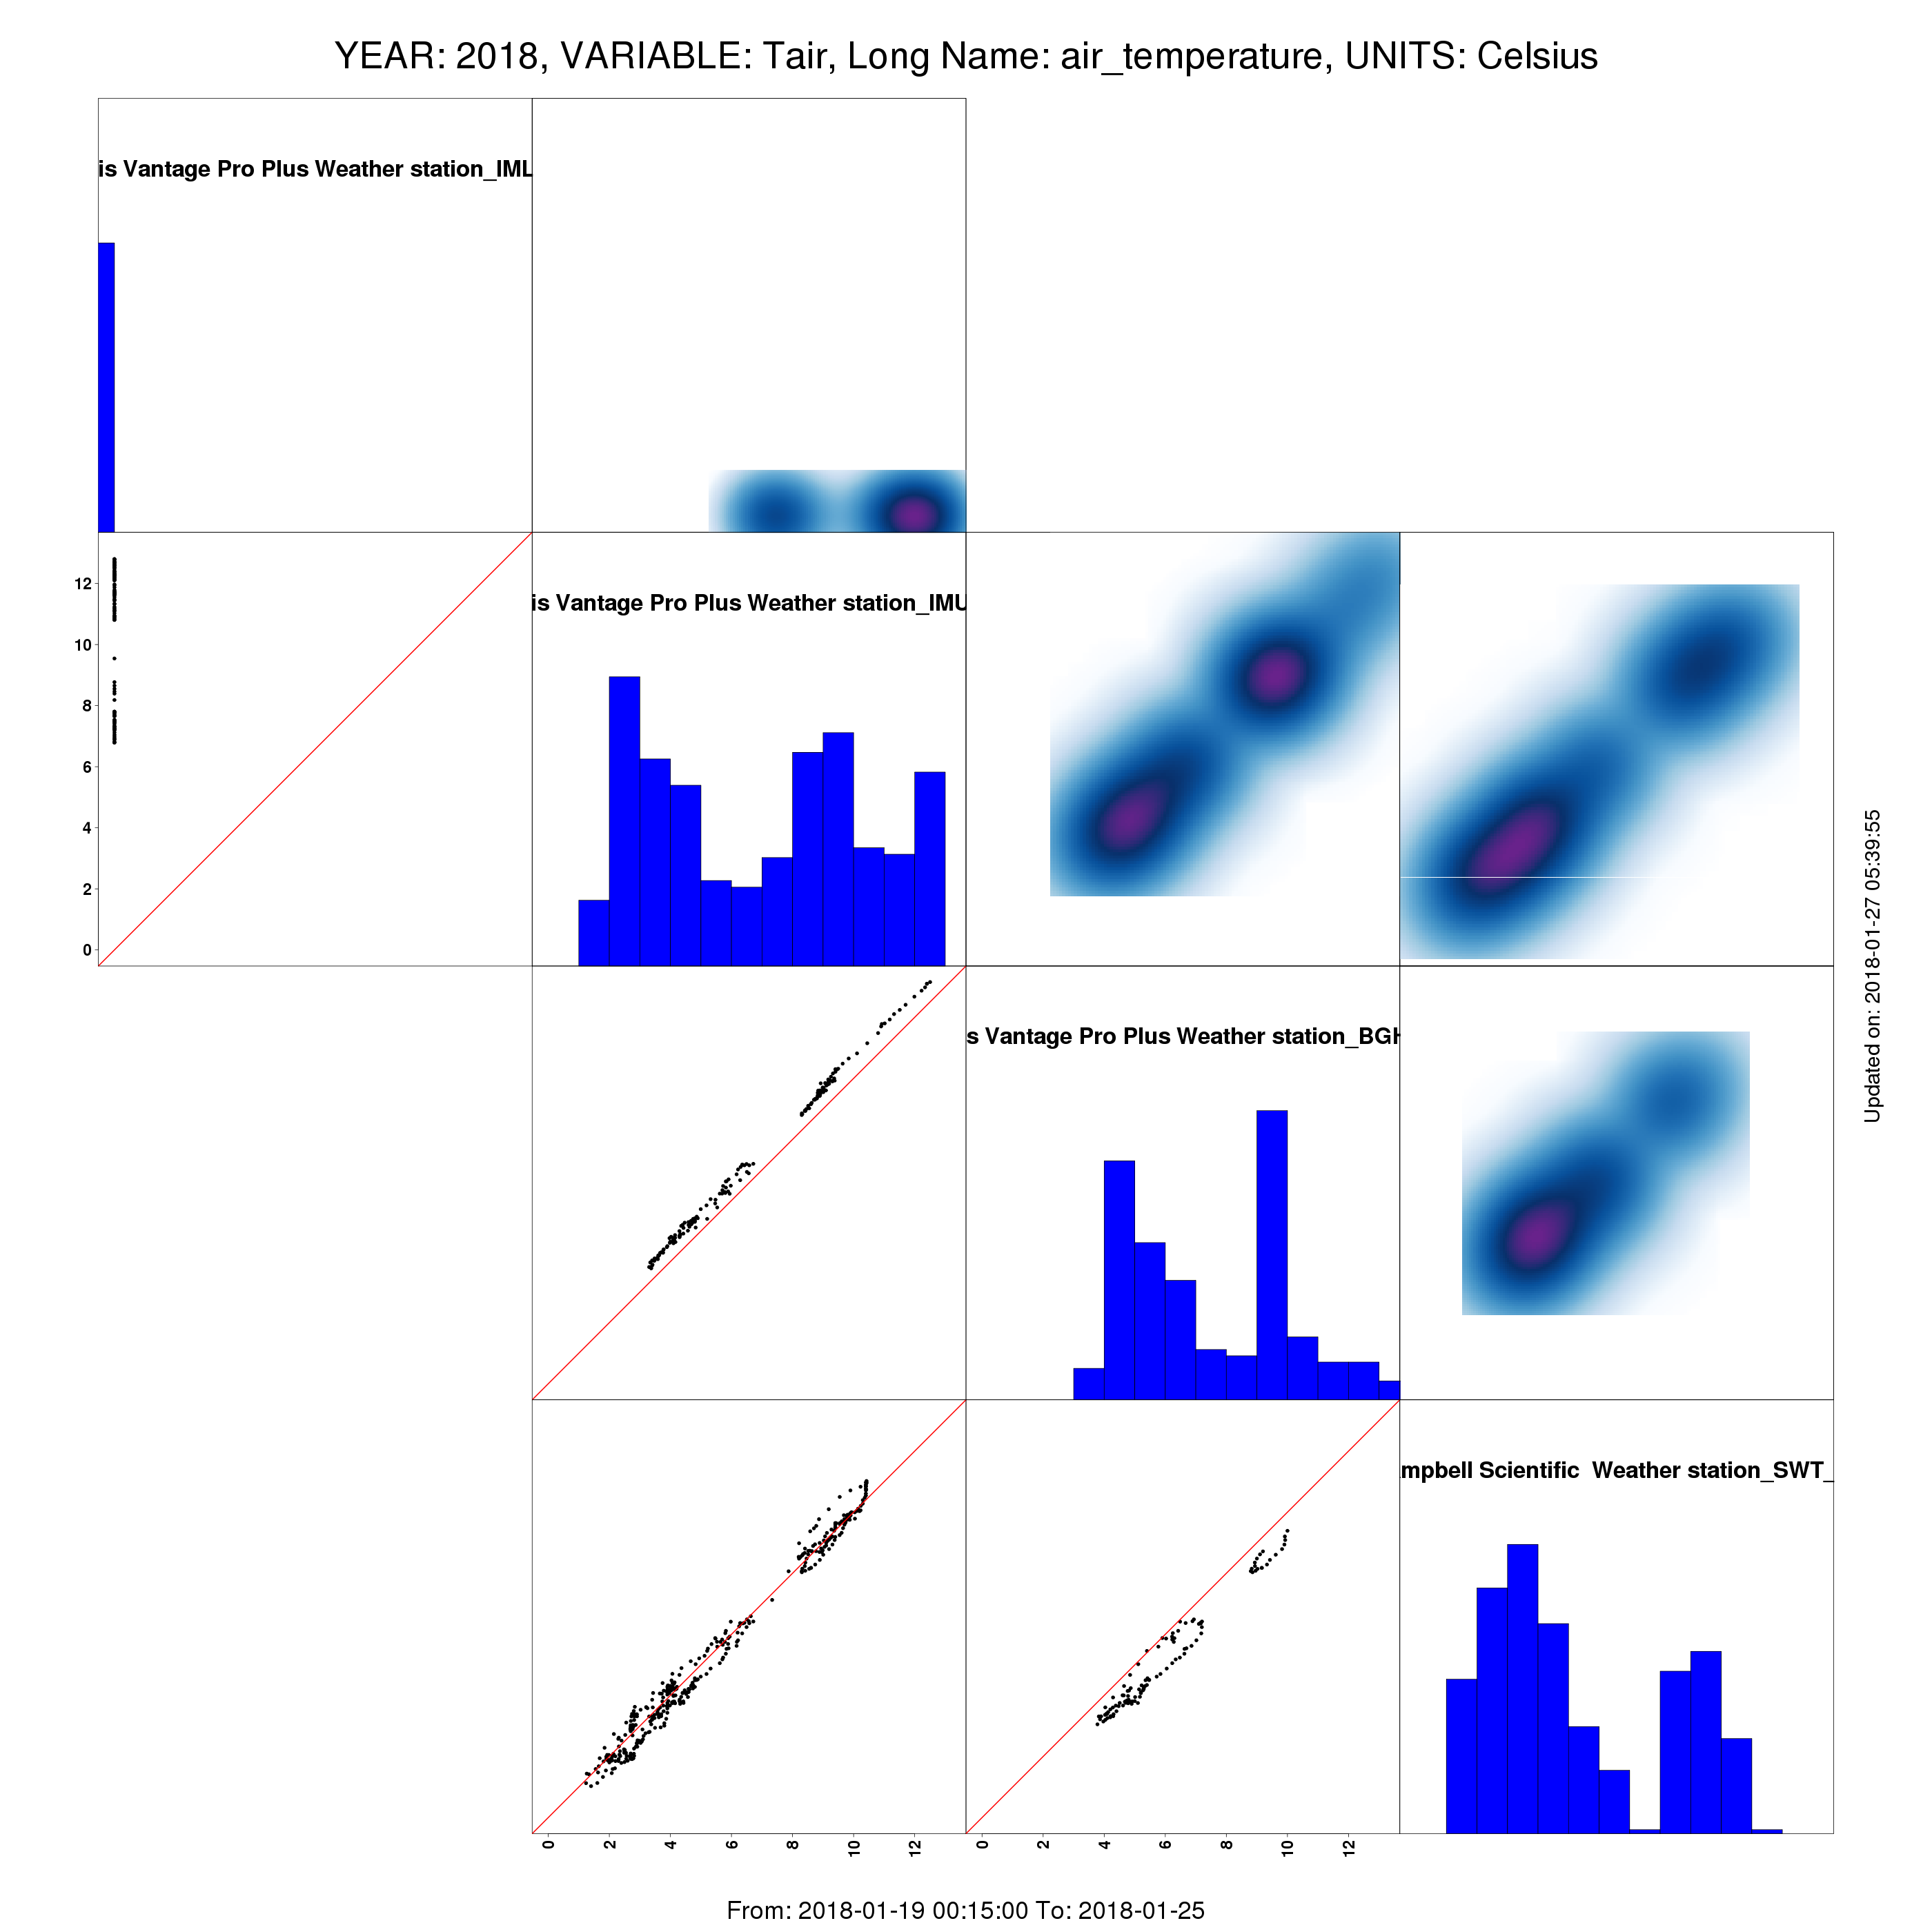 YEAR: 2018, VARIABLE: Tair, Long Name: air_temperature, UNITS: Celsius
is Vantage Pro Plus Weather station_IML
12
10
8
6
4
2
0
is Vantage Pro Plus Weather station_IMU
s Vantage Pro Plus Weather station_BGH
mpbell Scientific  Weather station_SWT_
0 2 4 6 8 10 12
0 2 4 6 8 10 12
Updated on: 2018-01-27 05:39:55
From: 2018-01-19 00:15:00 To: 2018-01-25